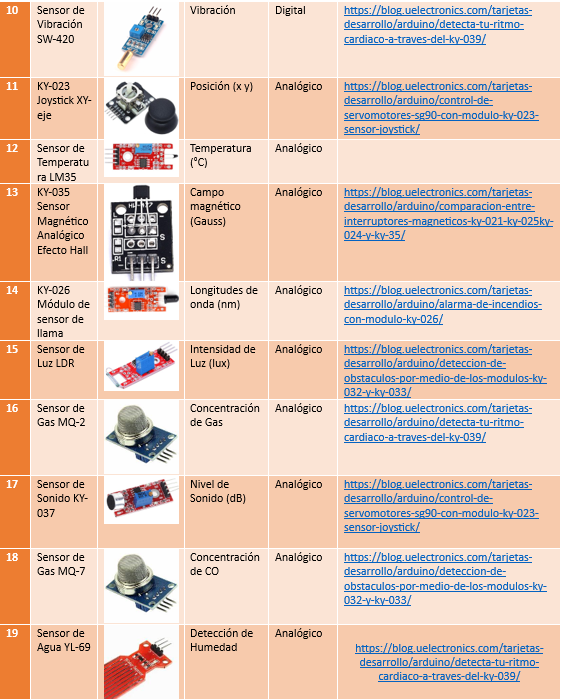 10
Sensor de
Vibración
SW-420
Vibración
Digital
https://blog.uelectronics.com/tarjetas-
desarrollo/arduino/detecta-tu-ritmo-
cardiaco-a-traves-del-ky-039/
11
KY-023
Joystick XY-
eje
Posición (x y)
Analógico
https://blog.uelectronics.com/tarjetas-
desarrollo/arduino/control-de-
servomotores-sg90-con-modulo-ky-023-
sensor-joystick/
12
Sensor de
Temperatu
ra LM35
Temperatura
(°C)
Analógico
13
KY-035
Sensor
Magnético
Analógico
Efecto Hall
Campo
magnético
(Gauss)
Analógico
https://blog.uelectronics.com/tarjetas-
desarrollo/arduino/comparacion-entre-
interruptores-magneticos-ky-021-ky-025ky-
024-y-ky-35/
14
KY-026
Módulo de
sensor de
llama
Longitudes de
onda (nm)
Analógico
https://blog.uelectronics.com/tarjetas-
desarrollo/arduino/alarma-de-incendios-
con-modulo-ky-026/
15
Sensor de
Luz LDR
Intensidad de
Luz (lux)
Analógico
https://blog.uelectronics.com/tarjetas-
desarrollo/arduino/deteccion-de-
obstaculos-por-medio-de-los-modulos-ky-
032-y-ky-033/
16
Sensor de
Gas MQ-2
Concentración
de Gas
Analógico
https://blog.uelectronics.com/tarjetas-
desarrollo/arduino/detecta-tu-ritmo-
cardiaco-a-traves-del-ky-039/
17
Sensor de
Sonido KY-
037
Nivel de
Sonido (dB)
Analógico
https://blog.uelectronics.com/tarjetas-
desarrollo/arduino/control-de-
servomotores-sg90-con-modulo-ky-023-
sensor-joystick/
18
Sensor de
Gas MQ-7
Concentración
de CO
Analógico
https://blog.uelectronics.com/tarjetas-
desarrollo/arduino/deteccion-de-
obstaculos-por-medio-de-los-modulos-ky-
032-y-ky-033/
19
Sensor de
Agua YL-69
Detección de
Humedad
Analógico
https://blog.uelectronics.com/tarjetas-
desarrollo/arduino/detecta-tu-ritmo-
cardiaco-a-traves-del-ky-039/